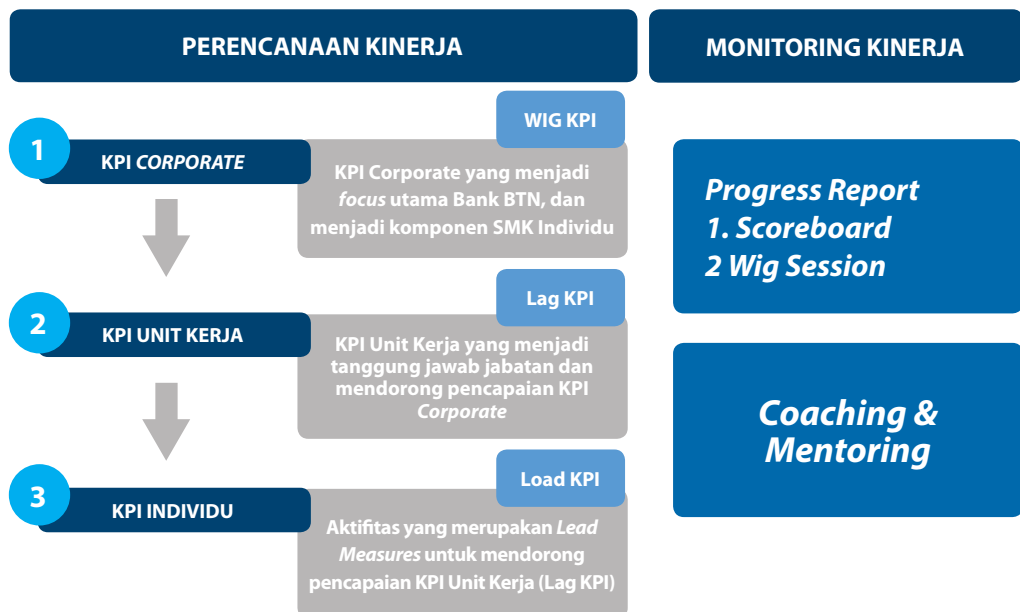 PERENCANAAN KINERJA
MONITORING KINERJA
1
KPI CORPORATE
WIG KPI
KPI Corporate yang menjadi
focus utama Bank BTN, dan
menjadi komponen SMK Individu
2
KPI UNIT KERJA
Lag KPI
KPI Unit Kerja yang menjadi
tanggung jawab jabatan dan
mendorong pencapaian KPI
Corporate
3
KPI INDIVIDU
Load KPI
Aktifitas yang merupakan Lead
Measures untuk mendorong
pencapaian KPI Unit Kerja (Lag KPI)
Progress Report
1. Scoreboard
2 Wig Session
Coaching &
Mentoring